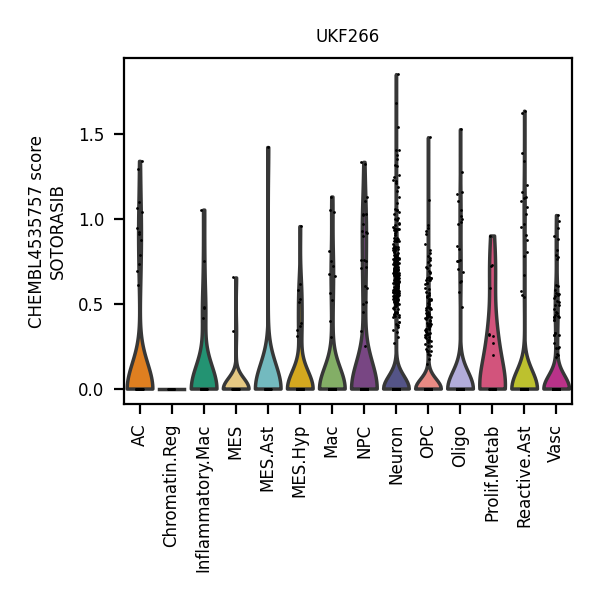 UKF266
CHEMBL4535757 score
SOTORASIB
1.5
1.0
0.5
0.0
AC
Chromatin.Reg
Inflammatory.Mac
MES
MES.Ast
MES.Hyp
Mac
NPC
Neuron
OPC
Oligo
Prolif.Metab
Reactive.Ast
Vasc